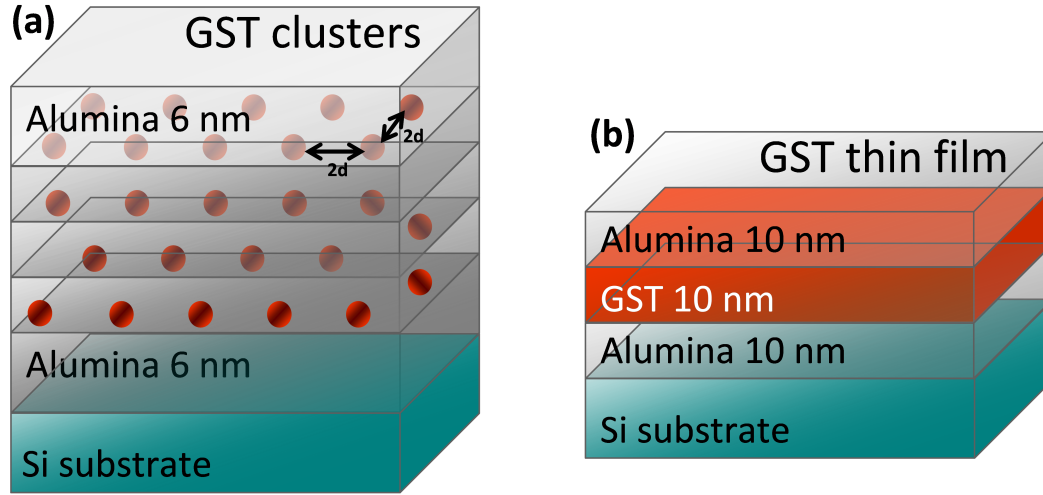 (a)
GST clusters
Alumina 6 nm
2d
2d
Alumina 6 nm
Si substrate
(b)
GST thin film
Alumina 10 nm
GST 10 nm
Alumina 10 nm
Si substrate